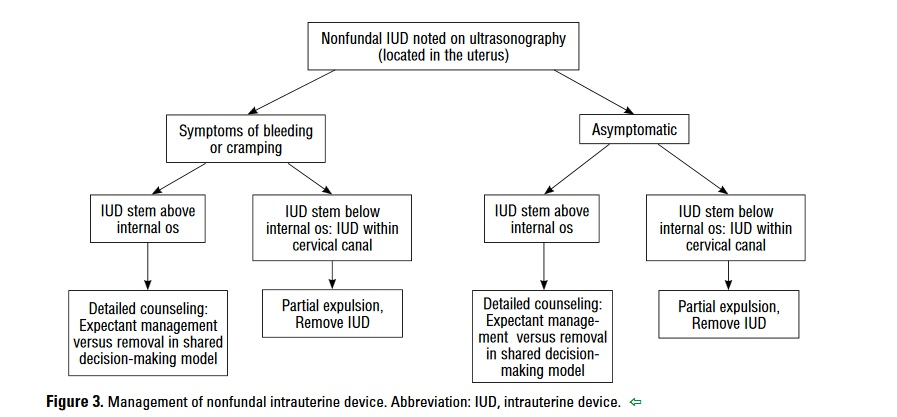 Nonfundal IUD noted on ultrasonography
(located in the uterus)
Symptoms of bleeding
or cramping
Asymptomatic
IUD stem above
internal os
IUD stem below
internal os: IUD within
cervical canal
IUD stem above
internal os
IUD stem below
internal os: IUD within
cervical canal
Detailed counseling:
Expectant management
versus removal in shared
decision-making model
Partial expulsion,
Remove IUD
Detailed counseling:
Expectant manage-
ment versus removal
in shared decision-
making model
Partial expulsion,
Remove IUD
Figure 3. Management of nonfundal intrauterine device. Abbreviation: IUD, intrauterine device. ⇐